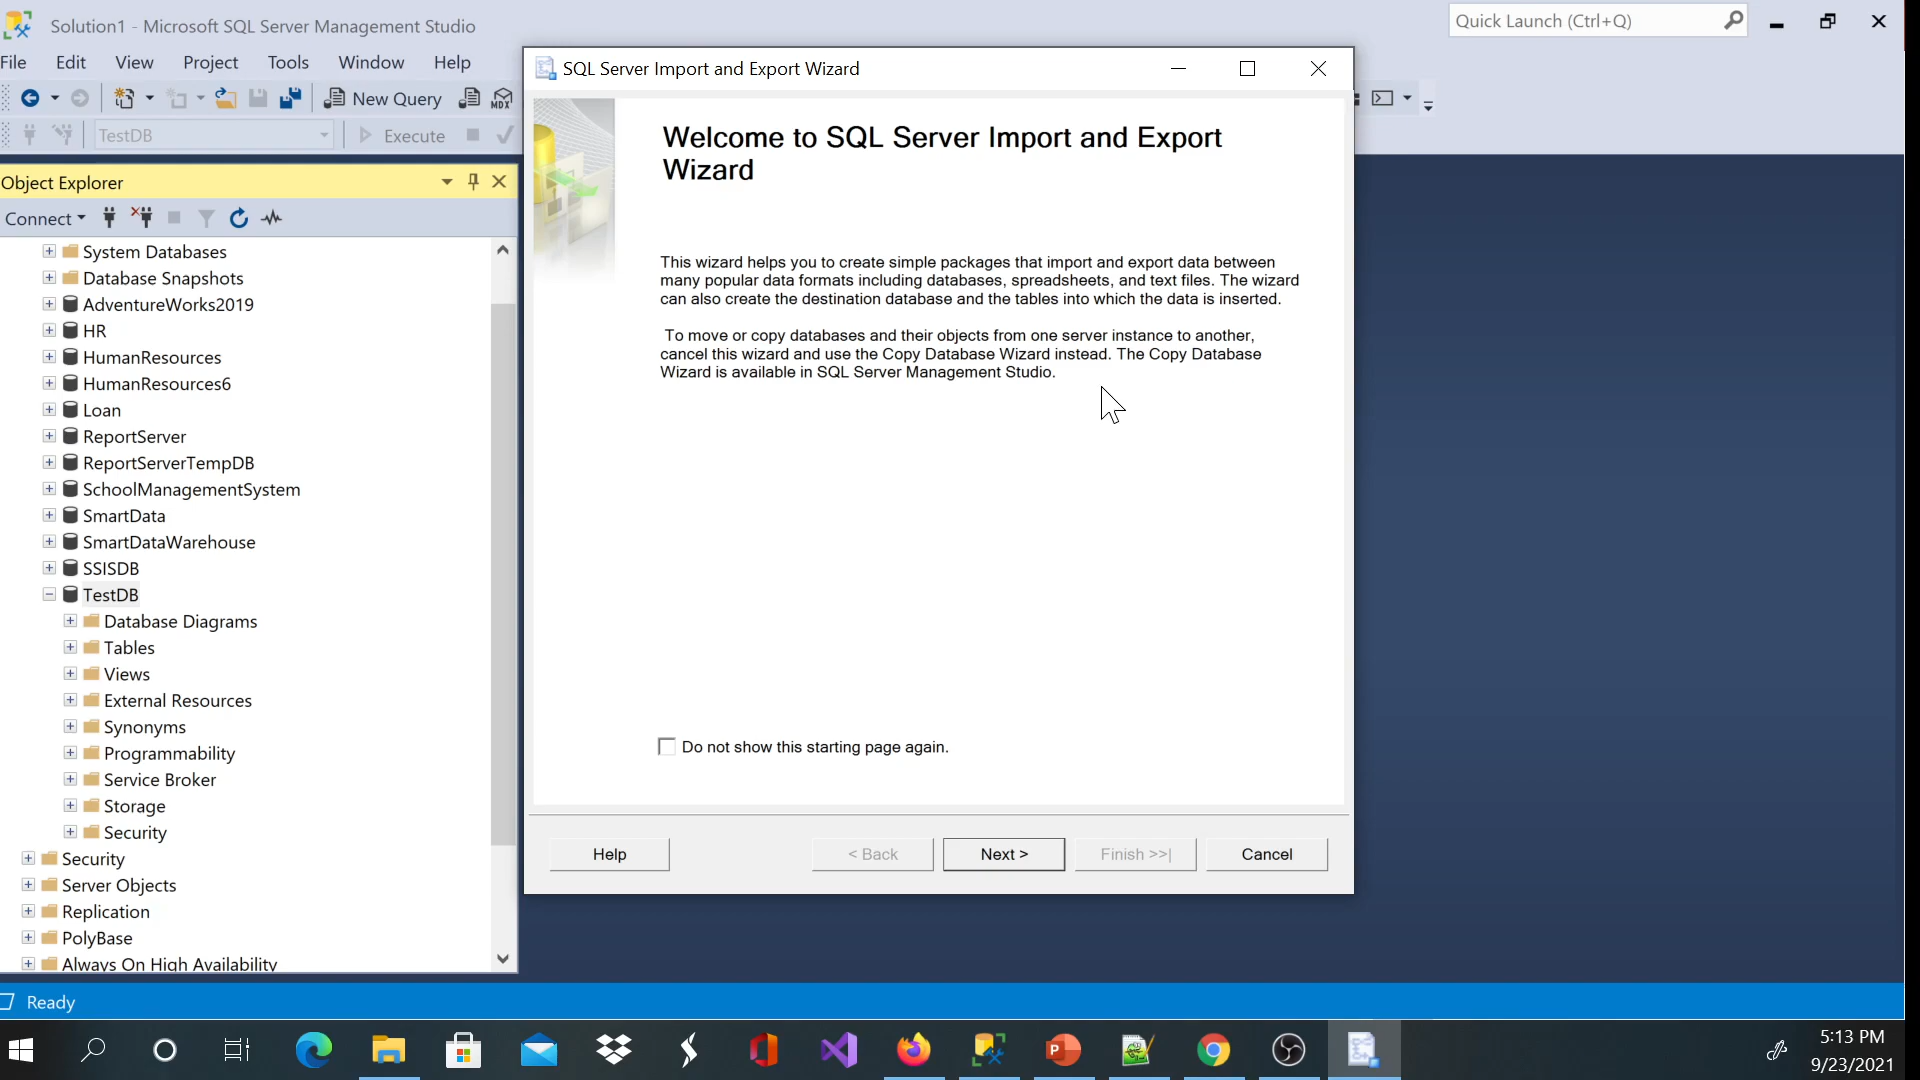 Solution1 - Microsoft SQL Server Management Studio
Quick Launch (Ctrl+Q)
File Edit View Project Tools Window Help
New Query
MDX
TestDB
Execute
Object Explorer
Connect
System Databases
Database Snapshots
AdventureWorks2019
HR
HumanResources
HumanResources6
Loan
ReportServer
ReportServerTempDB
SchoolManagementSystem
SmartData
SmartDataWarehouse
SSISDB
TestDB
Database Diagrams
Tables
Views
External Resources
Synonyms
Programmability
Service Broker
Storage
Security
Security
Server Objects
Replication
PolyBase
Always On High Availability
SQL Server Import and Export Wizard
Welcome to SQL Server Import and Export
Wizard
This wizard helps you to create simple packages that import and export data between
many popular data formats including databases, spreadsheets, and text files. The wizard
can also create the destination database and the tables into which the data is inserted.
To move or copy databases and their objects from one server instance to another,
cancel this wizard and use the Copy Database Wizard instead. The Copy Database
Wizard is available in SQL Server Management Studio.
Do not show this starting page again.
Help < Back Next > Finish >>| Cancel
Ready
5:13 PM
9/23/2021